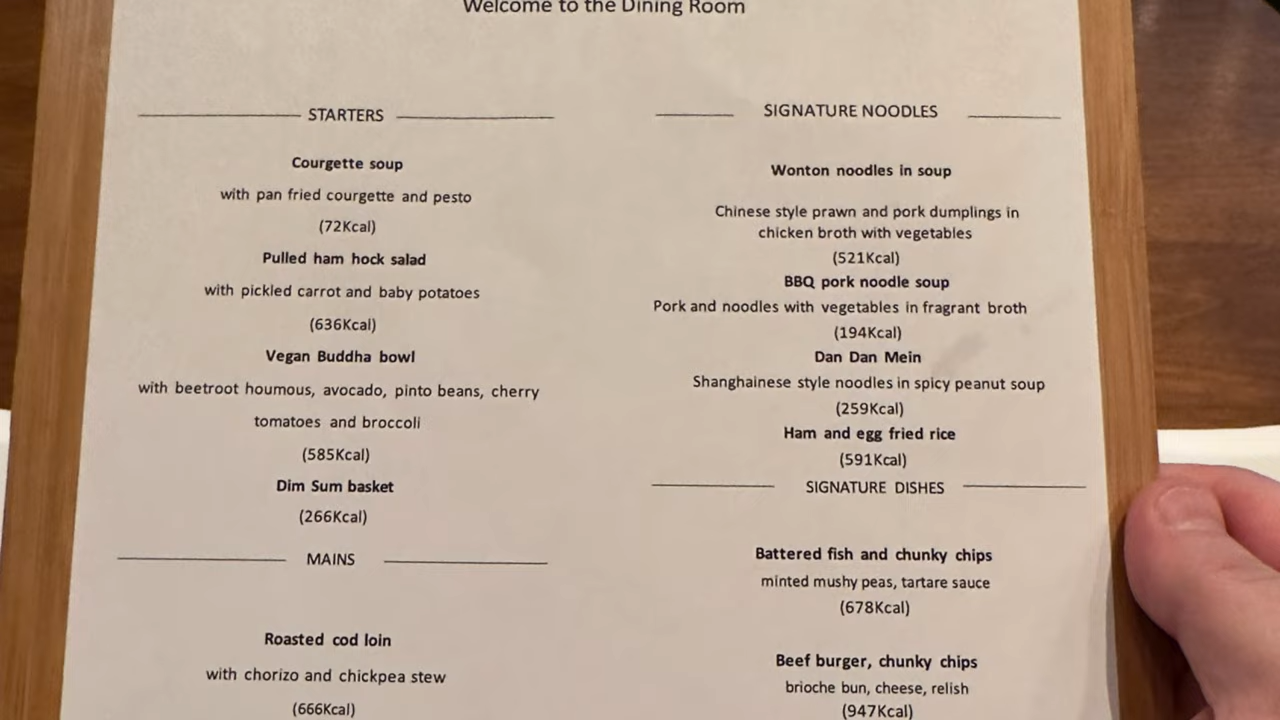 Welcome to the Dining Room
STARTERS
Courgette soup
with pan fried courgette and pesto
(72Kcal)
Pulled ham hock salad
with pickled carrot and baby potatoes
(636Kcal)
Vegan Buddha bowl
with beetroot houmous, avocado, pinto beans, cherry
tomatoes and broccoli
(585Kcal)
Dim Sum basket
(266Kcal)
MAINS
Roasted cod loin
with chorizo and chickpea stew
(666Kcal)
SIGNATURE NOODLES
Wonton noodles in soup
Chinese style prawn and pork dumplings in
chicken broth with vegetables
(521Kcal)
BBQ pork noodle soup
Pork and noodles with vegetables in fragrant broth
(194Kcal)
Dan Dan Mein
Shanghainese style noodles in spicy peanut soup
(259Kcal)
Ham and egg fried rice
(591Kcal)
SIGNATURE DISHES
Battered fish and chunky chips
minted mushy peas, tartare sauce
(678Kcal)
Beef burger, chunky chips
brioche bun, cheese, relish
(947Kcal)